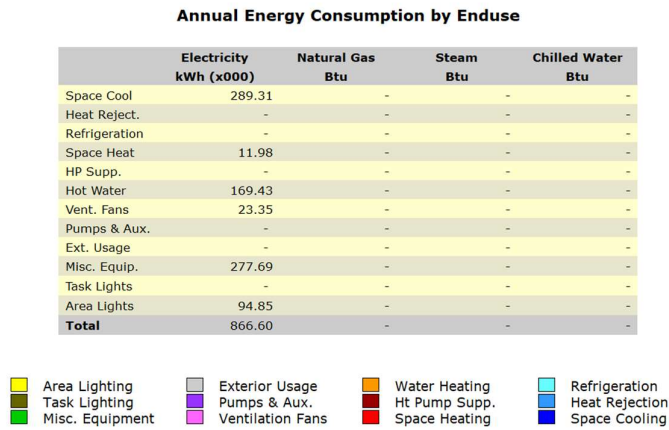 Annual Energy Consumption by Enduse
Electricity Natural Gas Steam Chilled Water
kWh (x000) Btu Btu Btu
Space Cool 289.31 - - -
Heat Reject. - - - -
Refrigeration - - - -
Space Heat 11.98 - - -
HP Supp. - - - -
Hot Water 169.43 - - -
Vent. Fans 23.35 - - -
Pumps & Aux. - - - -
Ext. Usage - - - -
Misc. Equip. 277.69 - - -
Task Lights - - - -
Area Lights 94.85 - - -
Total 866.60 - - -
Area Lighting Exterior Usage Water Heating Refrigeration
Task Lighting Pumps & Aux. Ht Pump Supp. Heat Rejection
Misc. Equipment Ventilation Fans Space Heating Space Cooling